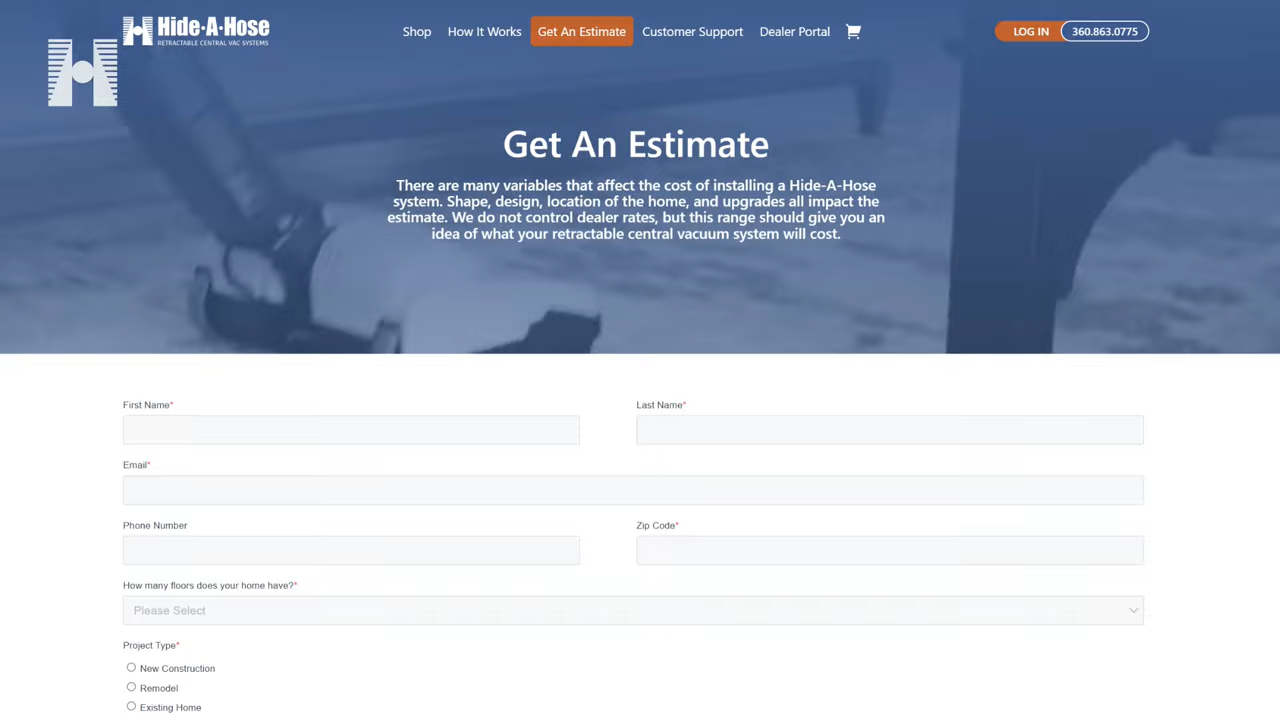 Hide-A-Hose
RETRACTABLE CENTRAL VAC SYSTEMS
Shop
How It Works
Get An Estimate
Customer Support
Dealer Portal
LOG IN
360.863.0775
Get An Estimate
There are many variables that affect the cost of installing a Hide-A-Hose
system. Shape, design, location of the home, and upgrades all impact the
estimate. We do not control dealer rates, but this range should give you an
idea of what your retractable central vacuum system will cost.
First Name*
Last Name*
Email*
Phone Number
Zip Code*
How many floors does your home have?*
Please Select
Project Type*
New Construction
Remodel
Existing Home